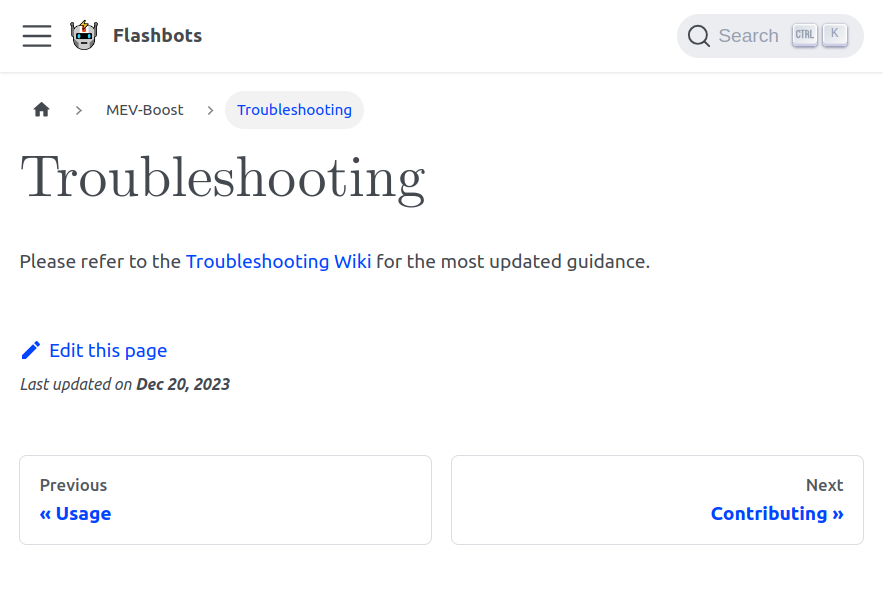 Flashbots
Search CTRL K
MEV-Boost Troubleshooting
Troubleshooting
Please refer to the Troubleshooting Wiki for the most updated guidance.
Edit this page
Last updated on Dec 20, 2023
Previous
« Usage
Next
Contributing »